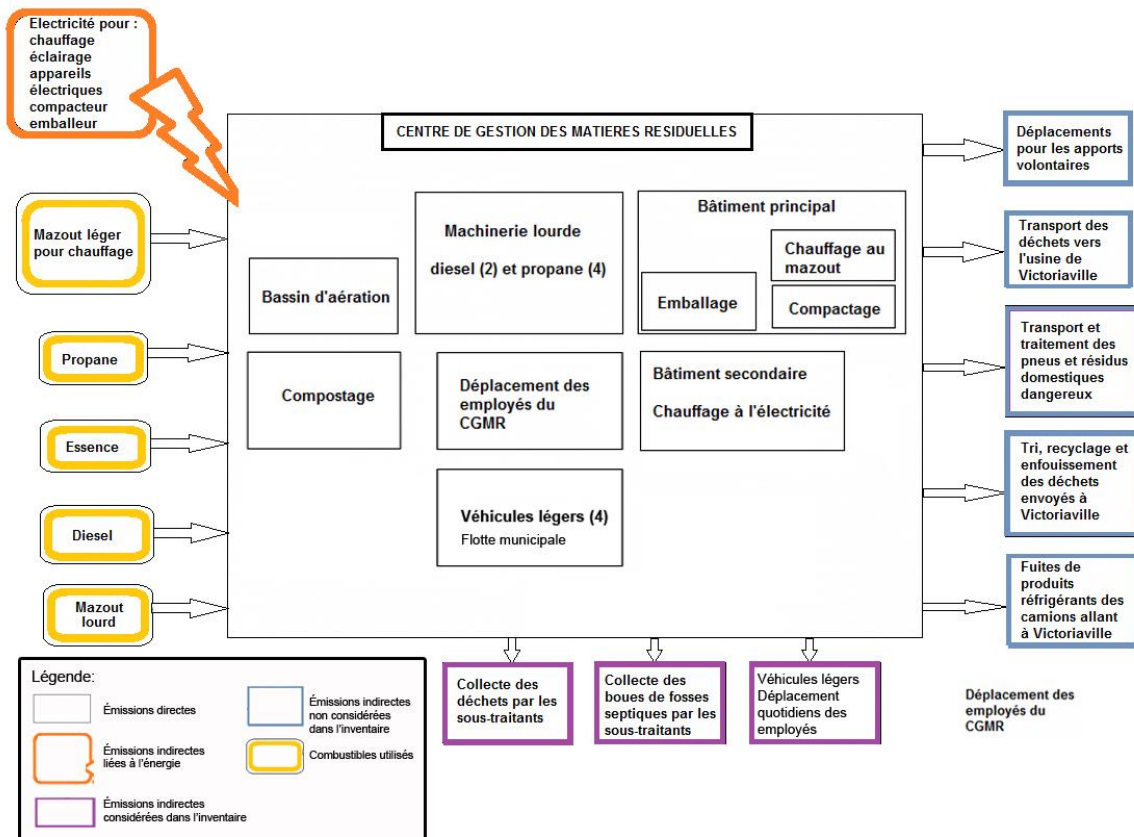 Electricité pour :
chauffage
éclairage
appareils
électriques
compacteur
emballeur
CENTRE DE GESTION DES MATIERES RESIDUELLES
Mazout léger
pour chauffage
Propane
Essence
Diesel
Mazout
lourd
Bassin d'aération
Compostage
Machinerie lourde
diesel (2) et propane (4)
Déplacement des
employés du
CGMR
Véhicules légers (4)
Flotte municipale
Bâtiment principal
Chauffage au
mazout
Emballage
Compactage
Bâtiment secondaire
Chauffage à l'électricité
Déplacements
pour les apports
volontaires
Transport des
déchets vers
l'usine de
Victoriaville
Transport et
traitement des
pneus et résidus
domestiques
dangereux
Tri, recyclage et
enfouissement
des déchets
envoyés à
Victoriaville
Fuites de
produits
réfrigérants des
camions allant
à Victoriaville
Collecte des
déchets par les
sous-traitants
Collecte des
boues de fosses
septiques par les
sous-traitants
Véhicules légers
Déplacement
quotidiens des
employés
Déplacement des
employés du
CGMR
Légende:
Émissions directes
Émissions indirectes
liées à l'énergie
Émissions indirectes
considérées dans l'inventaire
Émissions indirectes
non considérées
dans l'inventaire
Combustibles utilisés